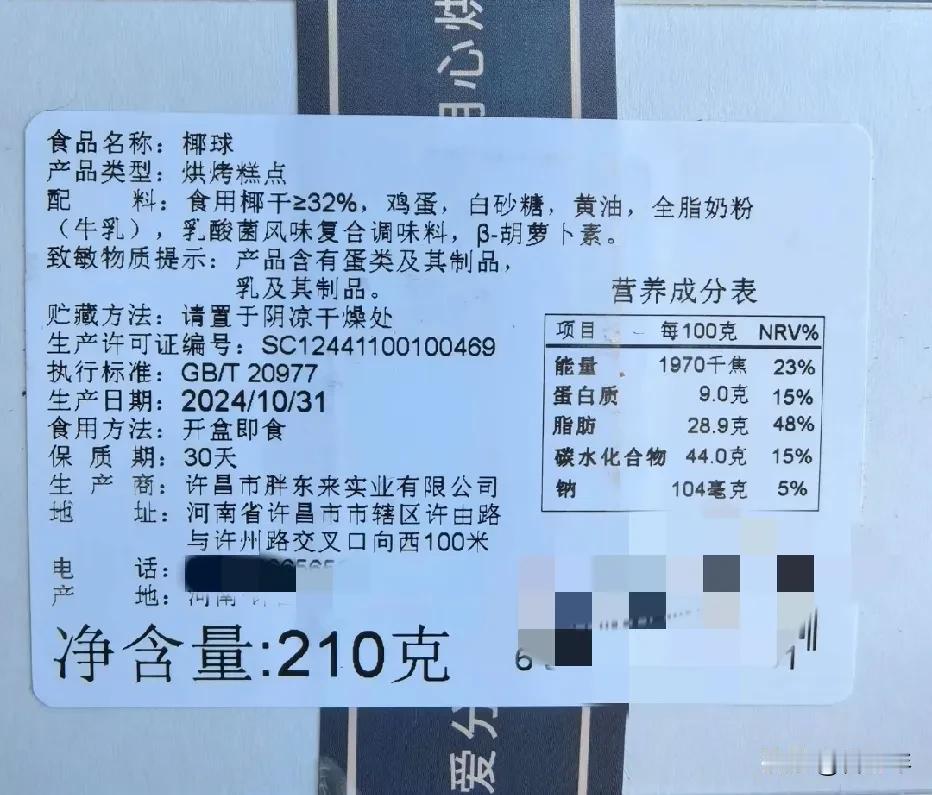 用心烘
食品名称：椰球
产品类型：烘烤糕点
配 料：食用椰干≥32%，鸡蛋，白砂糖，黄油，全脂奶粉
（牛乳），乳酸菌风味复合调味料，β-胡萝卜素。
致敏物质提示：产品含有蛋类及其制品，
乳及其制品。
贮藏方法：请置于阴凉干燥处
生产许可证编号：SC12441100100469
执行标准：GB/T 20977
生产日期：2024/10/31
食用方法：开盒即食
保 质 期：30天
生 产 商：许昌市胖东来实业有限公司
地 址：河南省许昌市市辖区许由路
与许州路交叉口向西100米
电 话：
产 地：河南
净含量:210克
营养成分表
项目 每100克 NRV%
能量 1970千焦 23%
蛋白质 9.0克 15%
脂肪 28.9克 48%
碳水化合物 44.0克 15%
钠 104毫克 5%
6
1
爱分